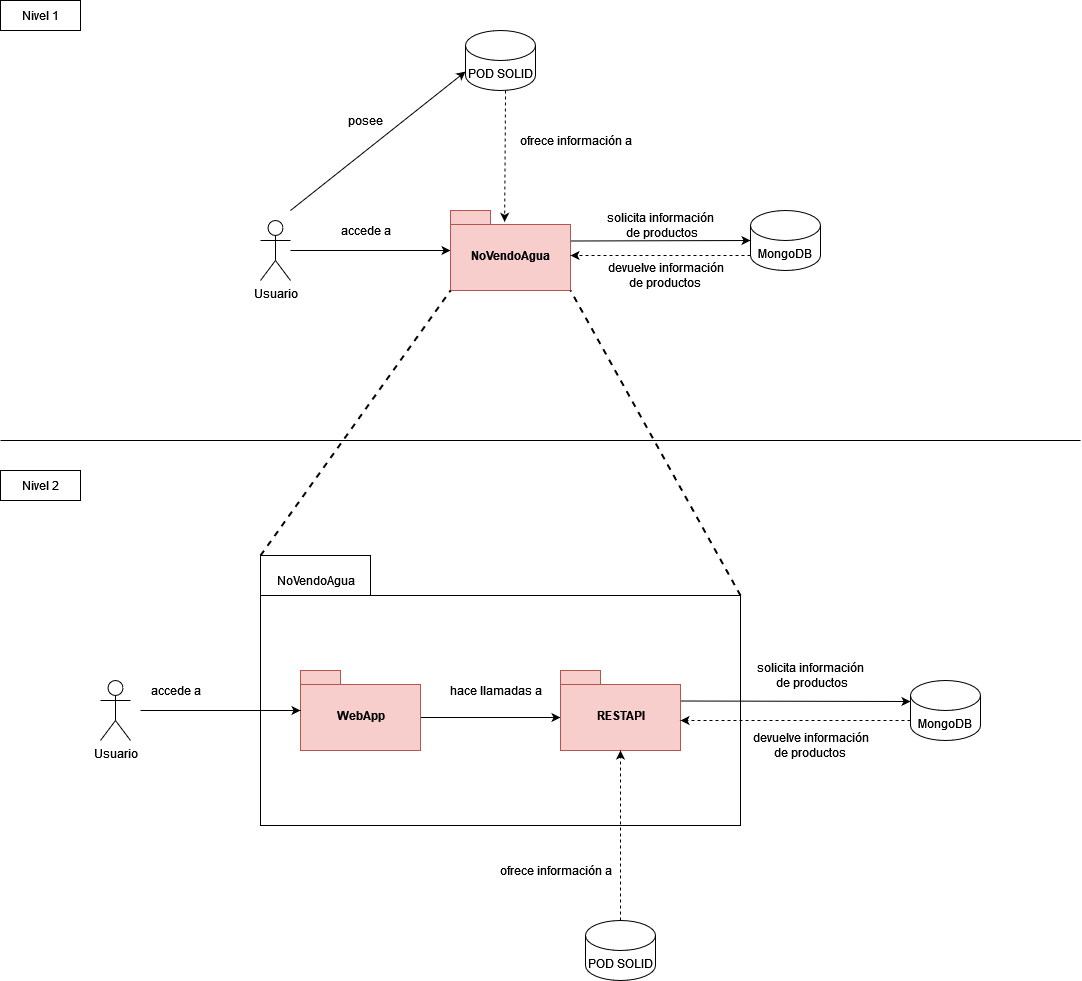 Nivel 1
POD SOLID
posee
ofrece información a
accede a
solicita información
de productos
NoVendoAgua
MongoDB
devuelve información
de productos
Usuario
Nivel 2
NoVendoAgua
accede a
hace llamadas a
solicita información
de productos
WebApp
RESTAPI
MongoDB
devuelve información
de productos
Usuario
ofrece información a
POD SOLID